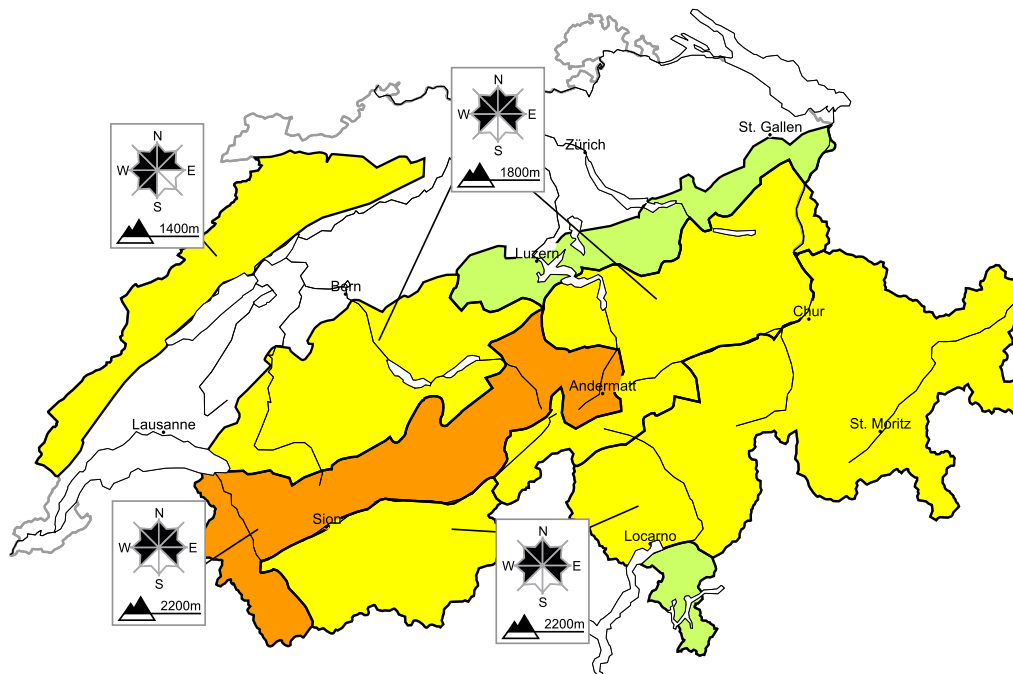 N
W E
S
1800m
St. Gallen
Zürich
N
W E
S
1400m
Luzern
Bern
Chur
Andermatt
Lausanne
St. Moritz
Sion
N
W E
S
2200m
Locarno
N
W E
S
2200m